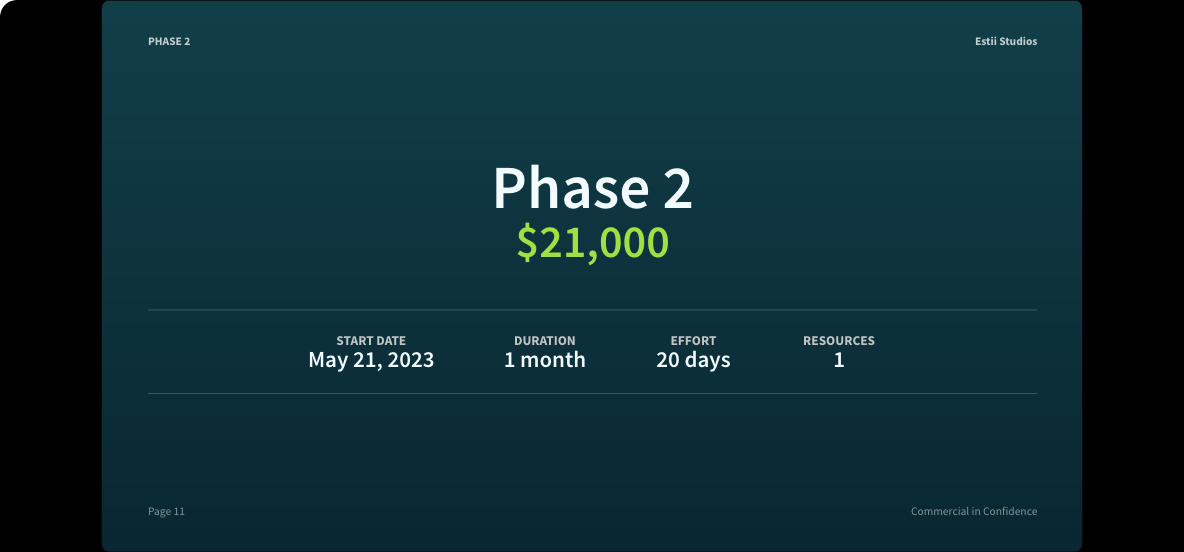 PHASE 2
Estii Studios
Phase 2
$21,000
START DATE
May 21, 2023
DURATION
1 month
EFFORT
20 days
RESOURCES
1
Page 11
Commercial in Confidence